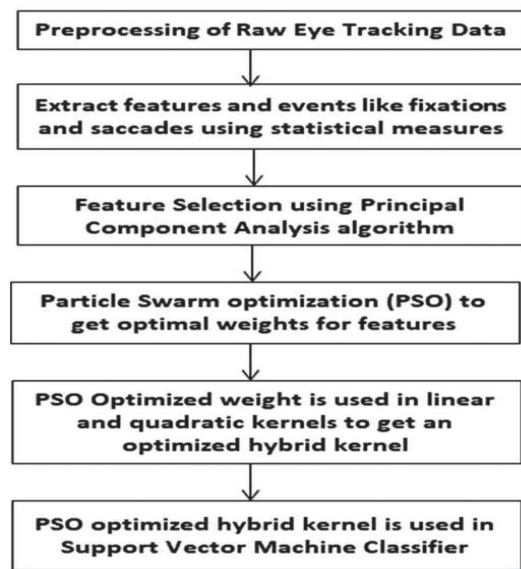 Preprocessing of Raw Eye Tracking Data
Extract features and events like fixations
and saccades using statistical measures
Feature Selection using Principal
Component Analysis algorithm
Particle Swarm optimization (PSO) to
get optimal weights for features
PSO Optimized weight is used in linear
and quadratic kernels to get an
optimized hybrid kernel
PSO optimized hybrid kernel is used in
Support Vector Machine Classifier